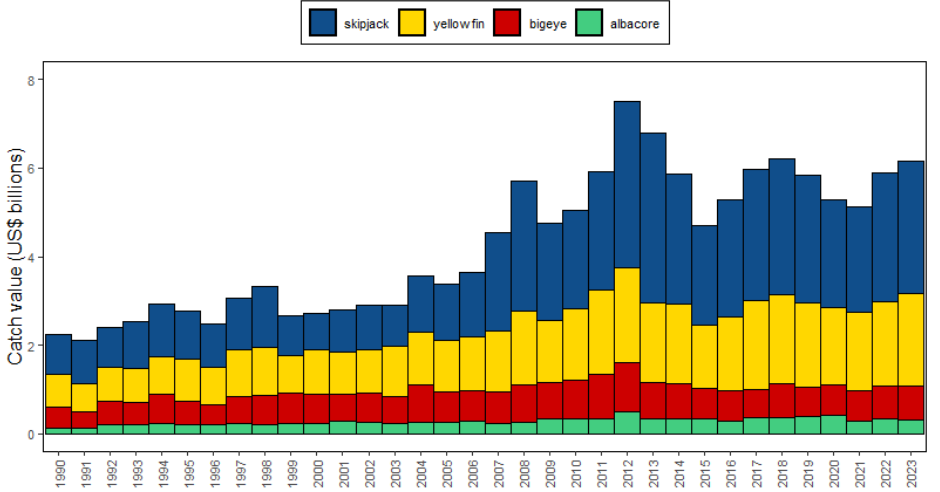 skipjack yellowfin bigeye albacore
Catch value (US$ billions)
8
6
4
2
0
1990 1991 1992 1993 1994 1995 1996 1997 1998 1999 2000 2001 2002 2003 2004 2005 2006 2007 2008 2009 2010 2011 2012 2013 2014 2015 2016 2017 2018 2019 2020 2021 2022 2023